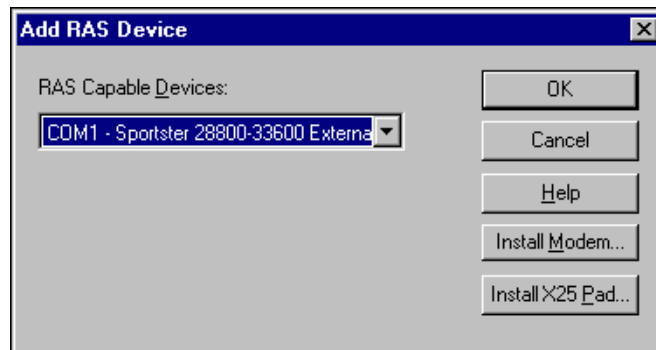 Add RAS Device
RAS Capable Devices:
COM1 - Sportster 28800-33600 Externa
OK
Cancel
Help
Install Modem...
Install X25 Pad...